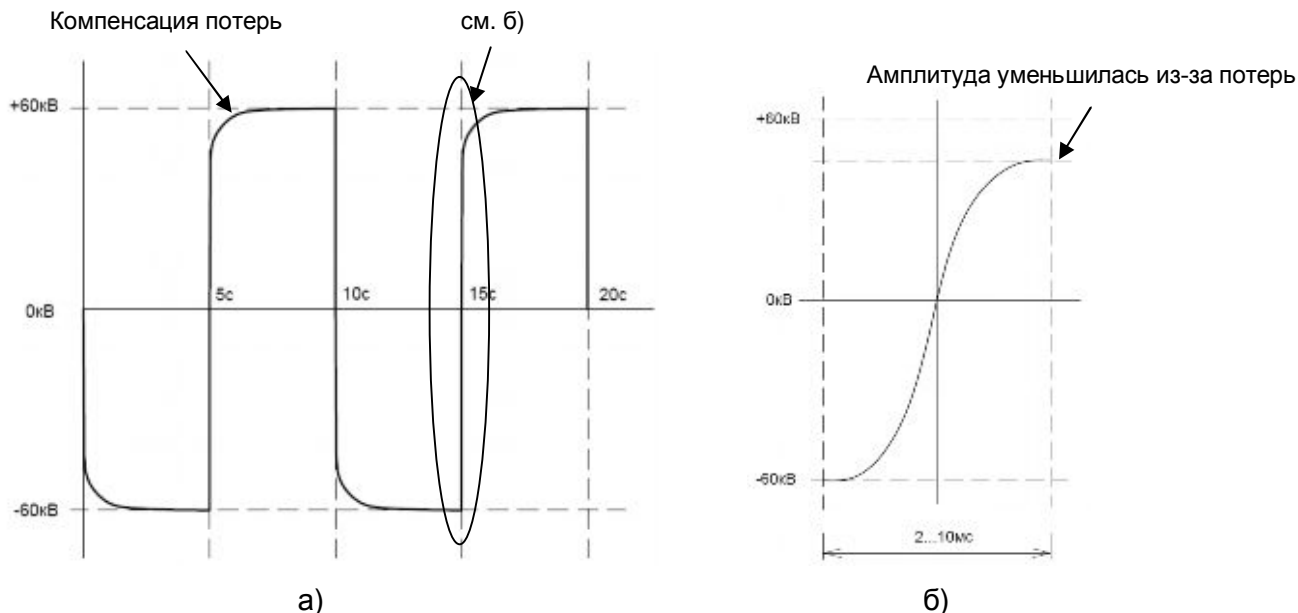 Компенсация потерь
см. б)
+60кВ
5с
10с
15с
20с
0кВ
-60кВ
а)
Амплитуда уменьшилась из-за потерь
+60кВ
0кВ
-60кВ
2...10мс
б)